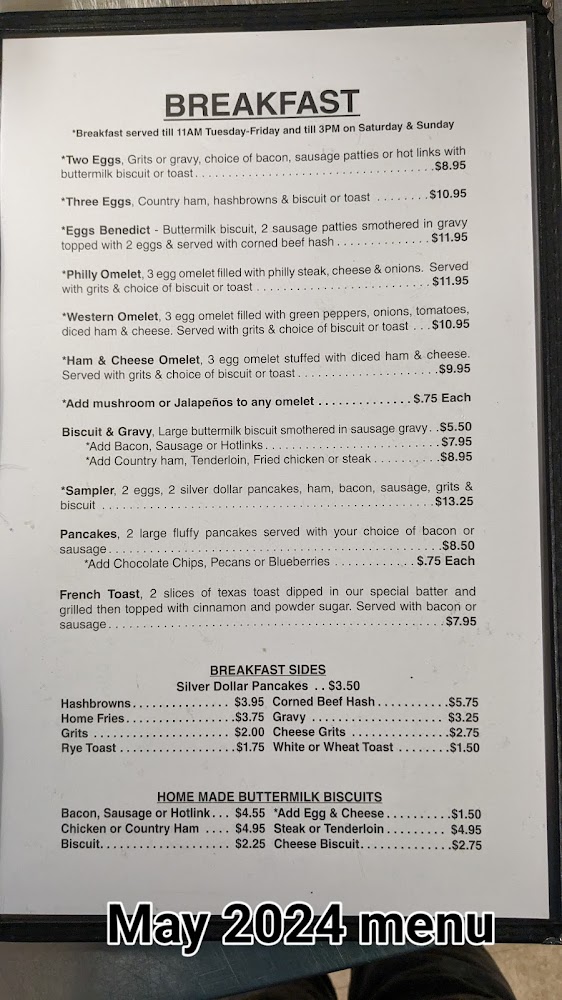 BREAKFAST
*Breakfast served till 11AM Tuesday-Friday and till 3PM on Saturday & Sunday
*Two Eggs, Grits or gravy, choice of bacon, sausage patties or hot links with
buttermilk biscuit or toast . . . . . . . . . . . . . . . . . . . . $8.95
*Three Eggs, Country ham, hashbrowns & biscuit or toast . . . . . . . . $10.95
*Eggs Benedict - Buttermilk biscuit, 2 sausage patties smothered in gravy
topped with 2 eggs & served with corned beef hash . . . . . . . . . . . . . $11.95
*Philly Omelet, 3 egg omelet filled with philly steak, cheese & onions. Served
with grits & choice of biscuit or toast . . . . . . . . . . . . . . . . . . . . $11.95
*Western Omelet, 3 egg omelet filled with green peppers, onions, tomatoes,
diced ham & cheese. Served with grits & choice of biscuit or toast . . . $10.95
*Ham & Cheese Omelet, 3 egg omelet stuffed with diced ham & cheese.
Served with grits & choice of biscuit or toast . . . . . . . . . . . . . . . . . . . . $9.95
*Add mushroom or Jalapeños to any omelet . . . . . . . . . . . . . $.75 Each
Biscuit & Gravy, Large buttermilk biscuit smothered in sausage gravy. .$5.50
*Add Bacon, Sausage or Hotlinks . . . . . . . . . . . . . . . . . . . . $7.95
*Add Country ham, Tenderloin, Fried chicken or steak . . . . . . . . . . $8.95
*Sampler, 2 eggs, 2 silver dollar pancakes, ham, bacon, sausage, grits &
biscuit . . . . . . . . . . . . . . . . . . . . $13.25
Pancakes, 2 large fluffy pancakes served with your choice of bacon or
sausage . . . . . . . . . . . . . . . . . . . . $8.50
*Add Chocolate Chips, Pecans or Blueberries . . . . . . . . . . . . $.75 Each
French Toast, 2 slices of texas toast dipped in our special batter and
grilled then topped with cinnamon and powder sugar. Served with bacon or
sausage . . . . . . . . . . . . . . . . . . . . $7.95
BREAKFAST SIDES
Silver Dollar Pancakes . . $3.50
Hashbrowns . . . . . . . . . . . . . . $3.95 Corned Beef Hash . . . . . . . . . . $5.75
Home Fries . . . . . . . . . . . . . . $3.75 Gravy . . . . . . . . . . . . . . . . . . $3.25
Grits . . . . . . . . . . . . . . . . . . . . $2.00 Cheese Grits . . . . . . . . . . . . . $2.75
Rye Toast . . . . . . . . . . . . . . . . $1.75 White or Wheat Toast . . . . . . . $1.50
HOME MADE BUTTERMILK BISCUITS
Bacon, Sausage or Hotlink . . . $4.55 *Add Egg & Cheese . . . . . . . . . . $1.50
Chicken or Country Ham . . . . $4.95 Steak or Tenderloin . . . . . . . . . $4.95
Biscuit . . . . . . . . . . . . . . . . . . . $2.25 Cheese Biscuit . . . . . . . . . . . . . $2.75
May 2024 menu